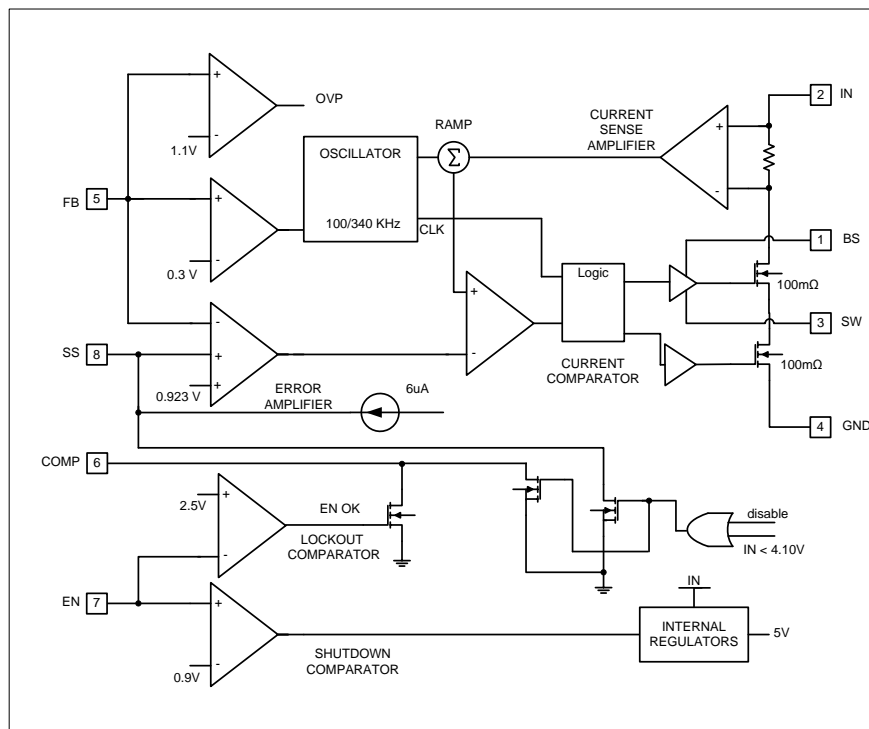 +
OVP
-
1.1V
2
IN
RAMP
CURRENT
SENSE
AMPLIFIER
+
-
OSCILLATOR
Σ
100/340 KHz
CLK
FB
5
+
-
0.3 V
1
BS
Logic
100mΩ
+
-
3
SW
SS
8
-
+
+
0.923 V
CURRENT
COMPARATOR
100mΩ
ERROR
AMPLIFIER
6uA
4
GND
COMP
6
+
2.5V
-
EN OK
LOCKOUT
COMPARATOR
disable
IN < 4.10V
EN
7
+
-
0.9V
SHUTDOWN
COMPARATOR
IN
INTERNAL
REGULATORS
5V